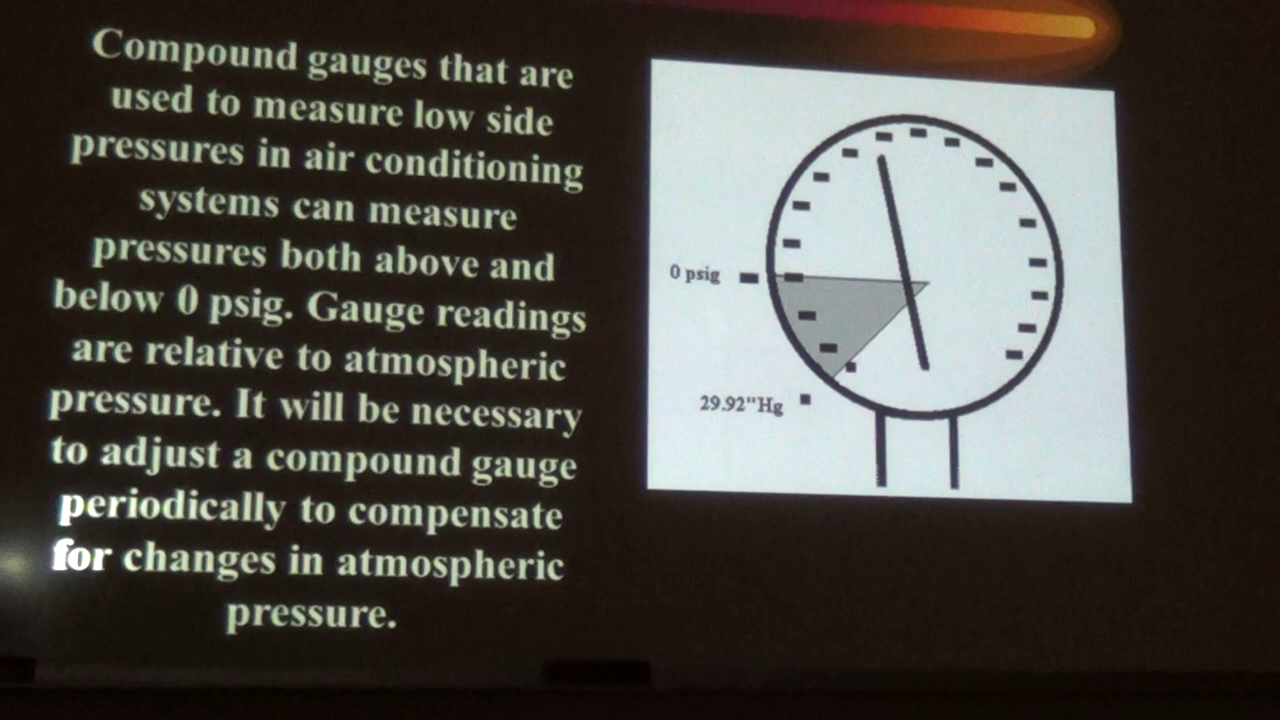 Compound gauges that are
used to measure low side
pressures in air conditioning
systems can measure
pressures both above and
below 0 psig. Gauge readings
are relative to atmospheric
pressure. It will be necessary
to adjust a compound gauge
periodically to compensate
for changes in atmospheric
pressure.
0 psig
29.92"Hg